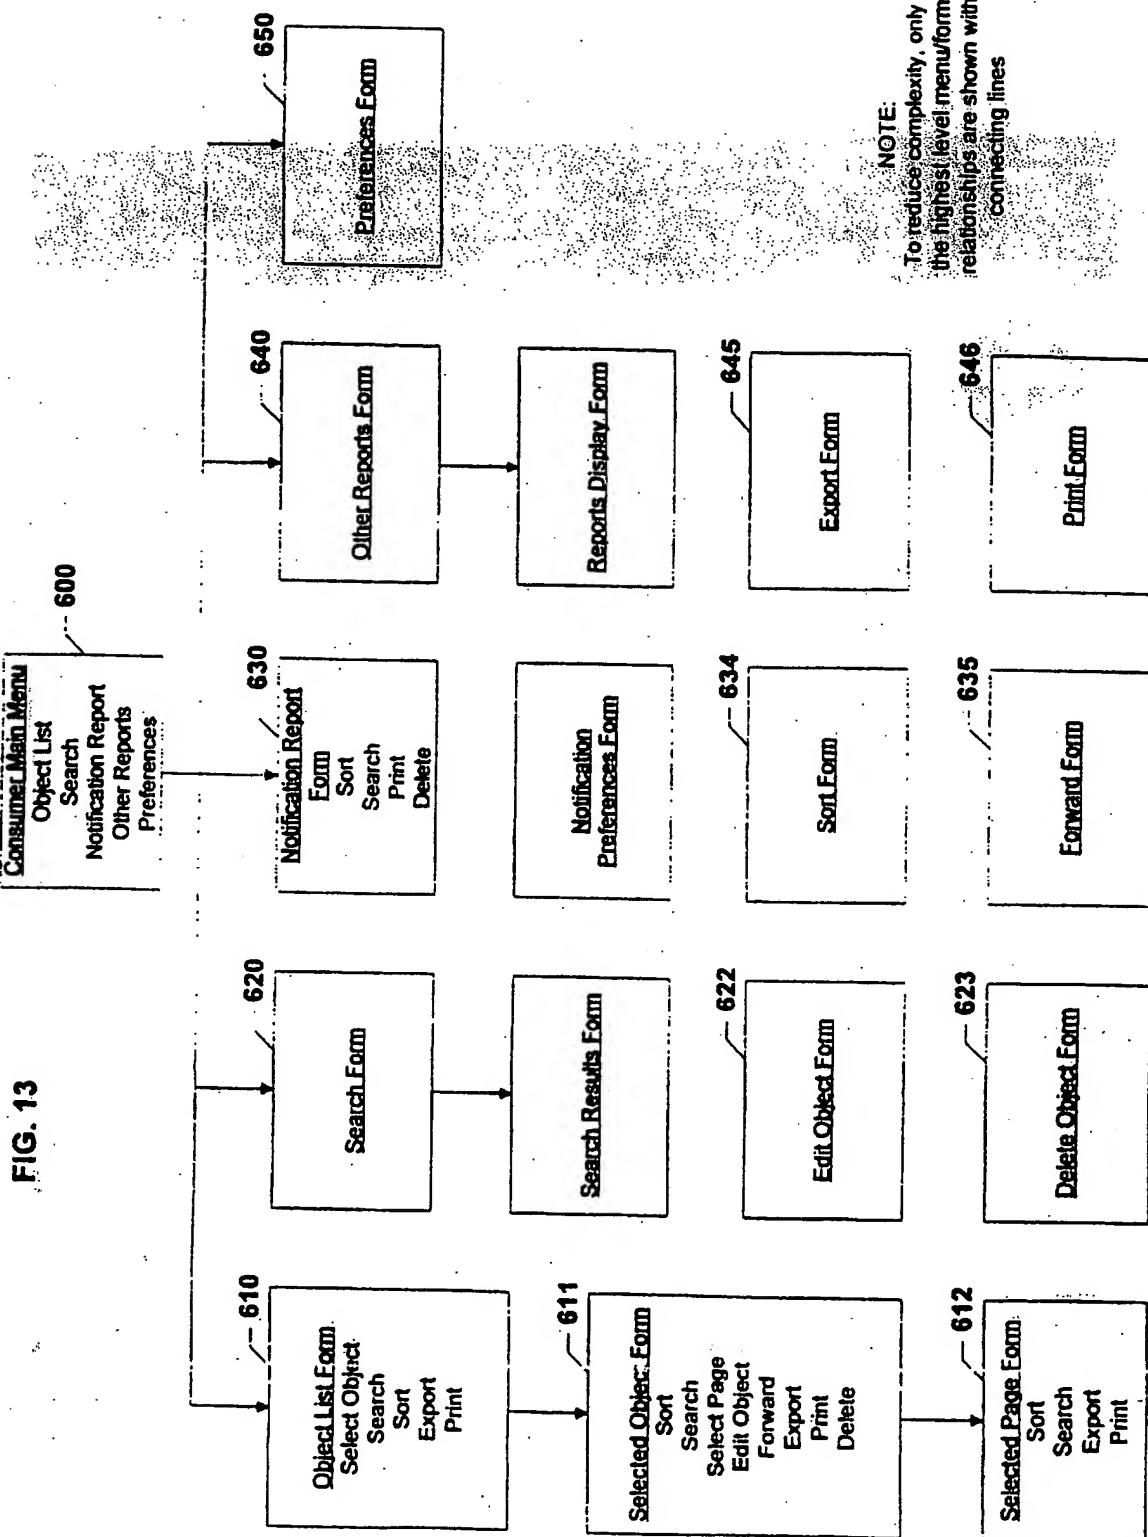 FIG. 13
Consumer Main Menu
Object List
Search
Notification Report
Other Reports
Preferences
600
610
Object List Form
Select Object
Search
Sort
Export
Print
620
Search Form
630
Notification Report
Form
Sort
Search
Print
Delete
640
Other Reports Form
650
Preferences Form
611
Selected Object Form
Sort
Search
Select Page
Edit Object
Forward
Export
Print
Delete
Search Results Form
Notification
Preferences Form
Reports Display Form
622
Edit Object Form
634
Sort Form
645
Export Form
612
Selected Page Form
Sort
Search
Export
Print
623
Delete Object Form
635
Forward Form
646
Print Form
NOTE:
To reduce complexity, only
the highest level menu/form
relationships are shown with
connecting lines